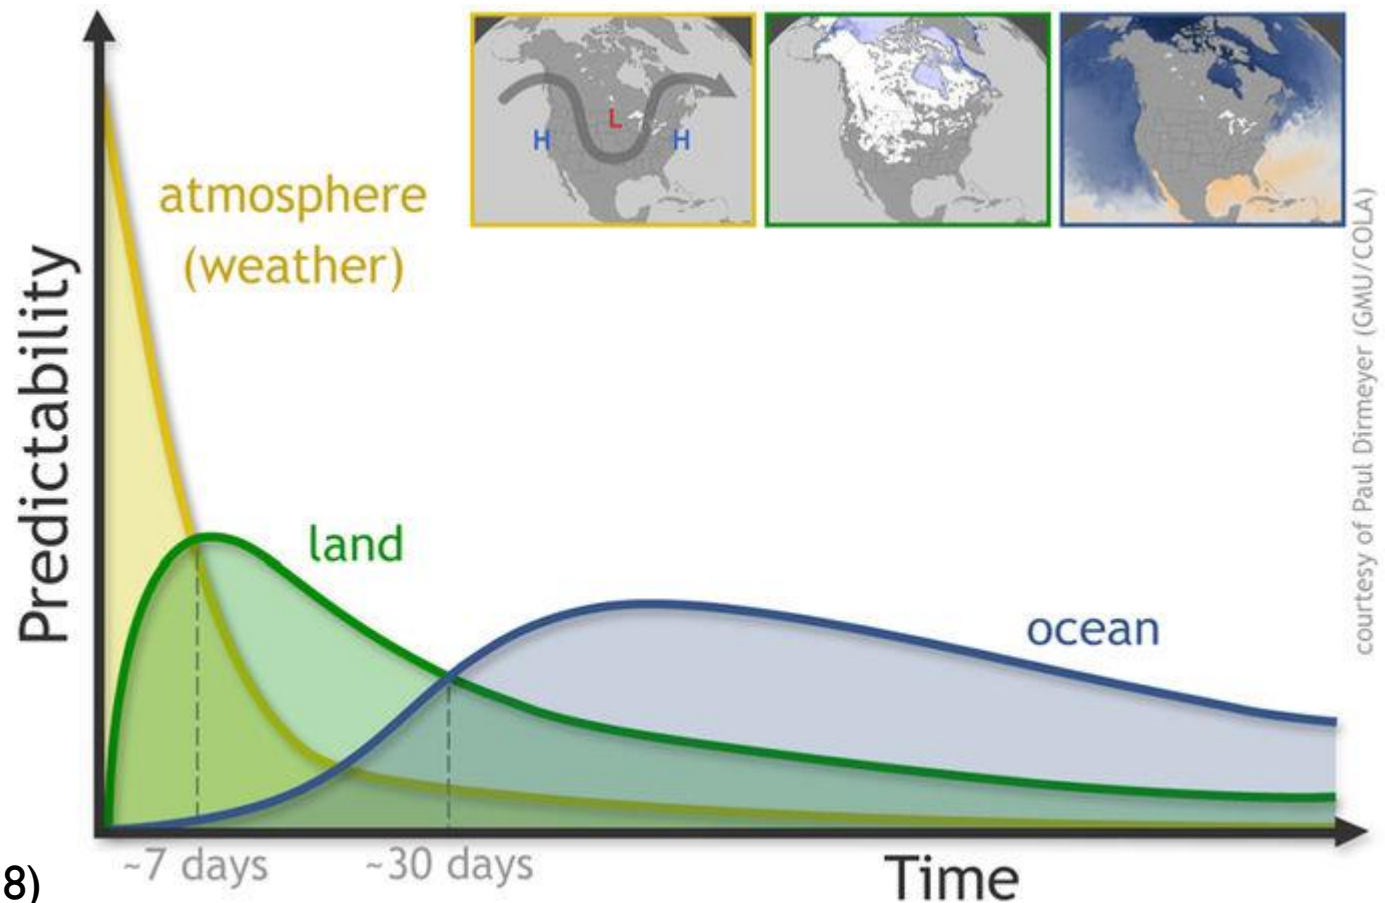 H
L
H
atmosphere
(weather)
land
ocean
Predictability
courtesy of Paul Dirmeyer (GMU/COLA)
~7 days
~30 days
Time
8)